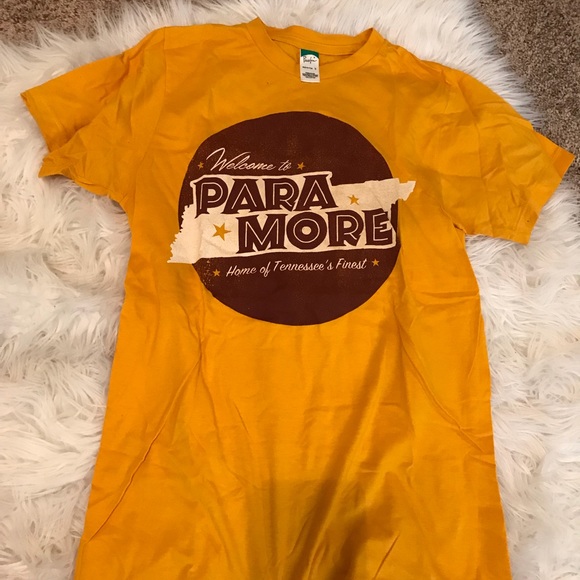 Welcome to
PARA
MORE
Home of Tennessee's Finest